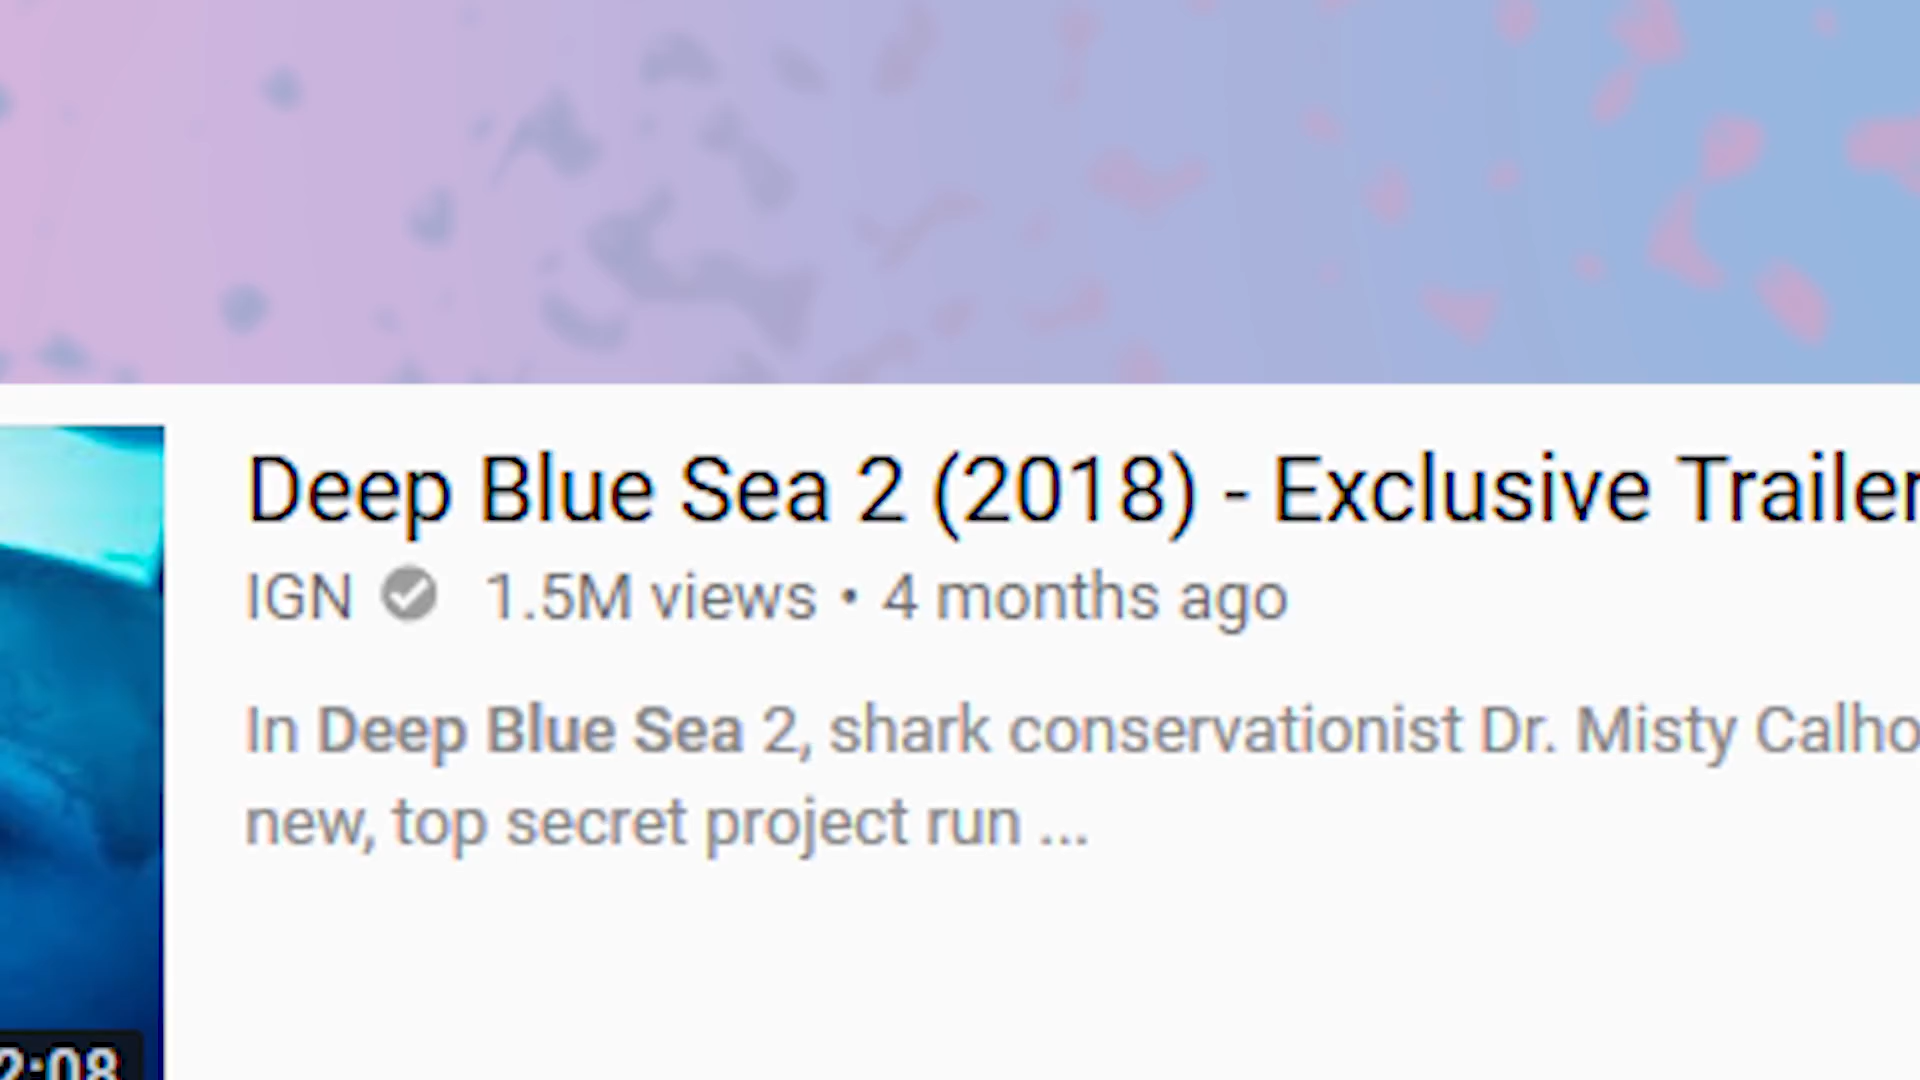 Deep Blue Sea 2 (2018) - Exclusive Trailer
IGN 1.5M views • 4 months ago
In Deep Blue Sea 2, shark conservationist Dr. Misty Calho
new, top secret project run ...
2:08